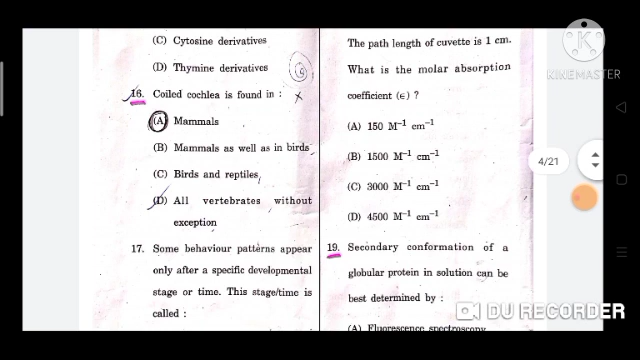 (C) Cytosine derivatives
(D) Thymine derivatives
16. Coiled cochlea is found in :
(A) Mammals
(B) Mammals as well as in birds
(C) Birds and reptiles
(D) All vertebrates without
exception
17. Some behaviour patterns appear
only after a specific developmental
stage or time. This stage/time is
called :
The path length of cuvette is 1 cm.
What is the molar absorption
coefficient (ϵ) ?
(A) 150 M⁻¹ cm⁻¹
(B) 1500 M⁻¹ cm⁻¹
(C) 3000 M⁻¹ cm⁻¹
(D) 4500 M⁻¹ cm⁻¹
19. Secondary conformation of a
globular protein in solution can be
best determined by :
(A) Fluorescence spectroscopy
KINEMASTER
4/21
DU RECORDER